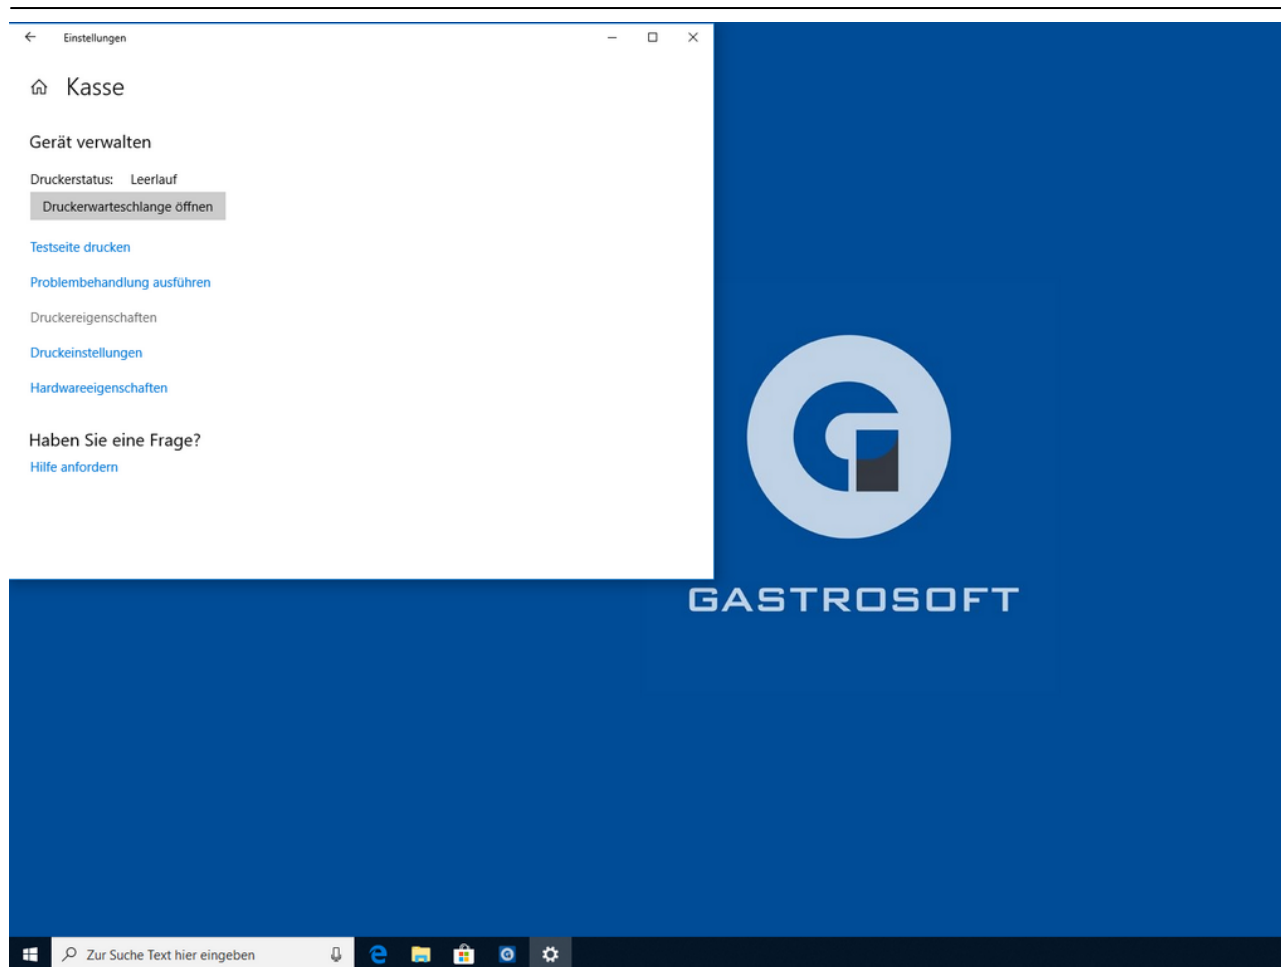 Einstellungen
Kasse
Gerät verwalten
Druckerstatus: Leerlauf
Druckerwarteschlange öffnen
Testseite drucken
Problembehandlung ausführen
Druckereigenschaften
Druckeinstellungen
Hardwareeigenschaften
Haben Sie eine Frage?
Hilfe anfordern
GASTROSOFT
Zur Suche Text hier eingeben